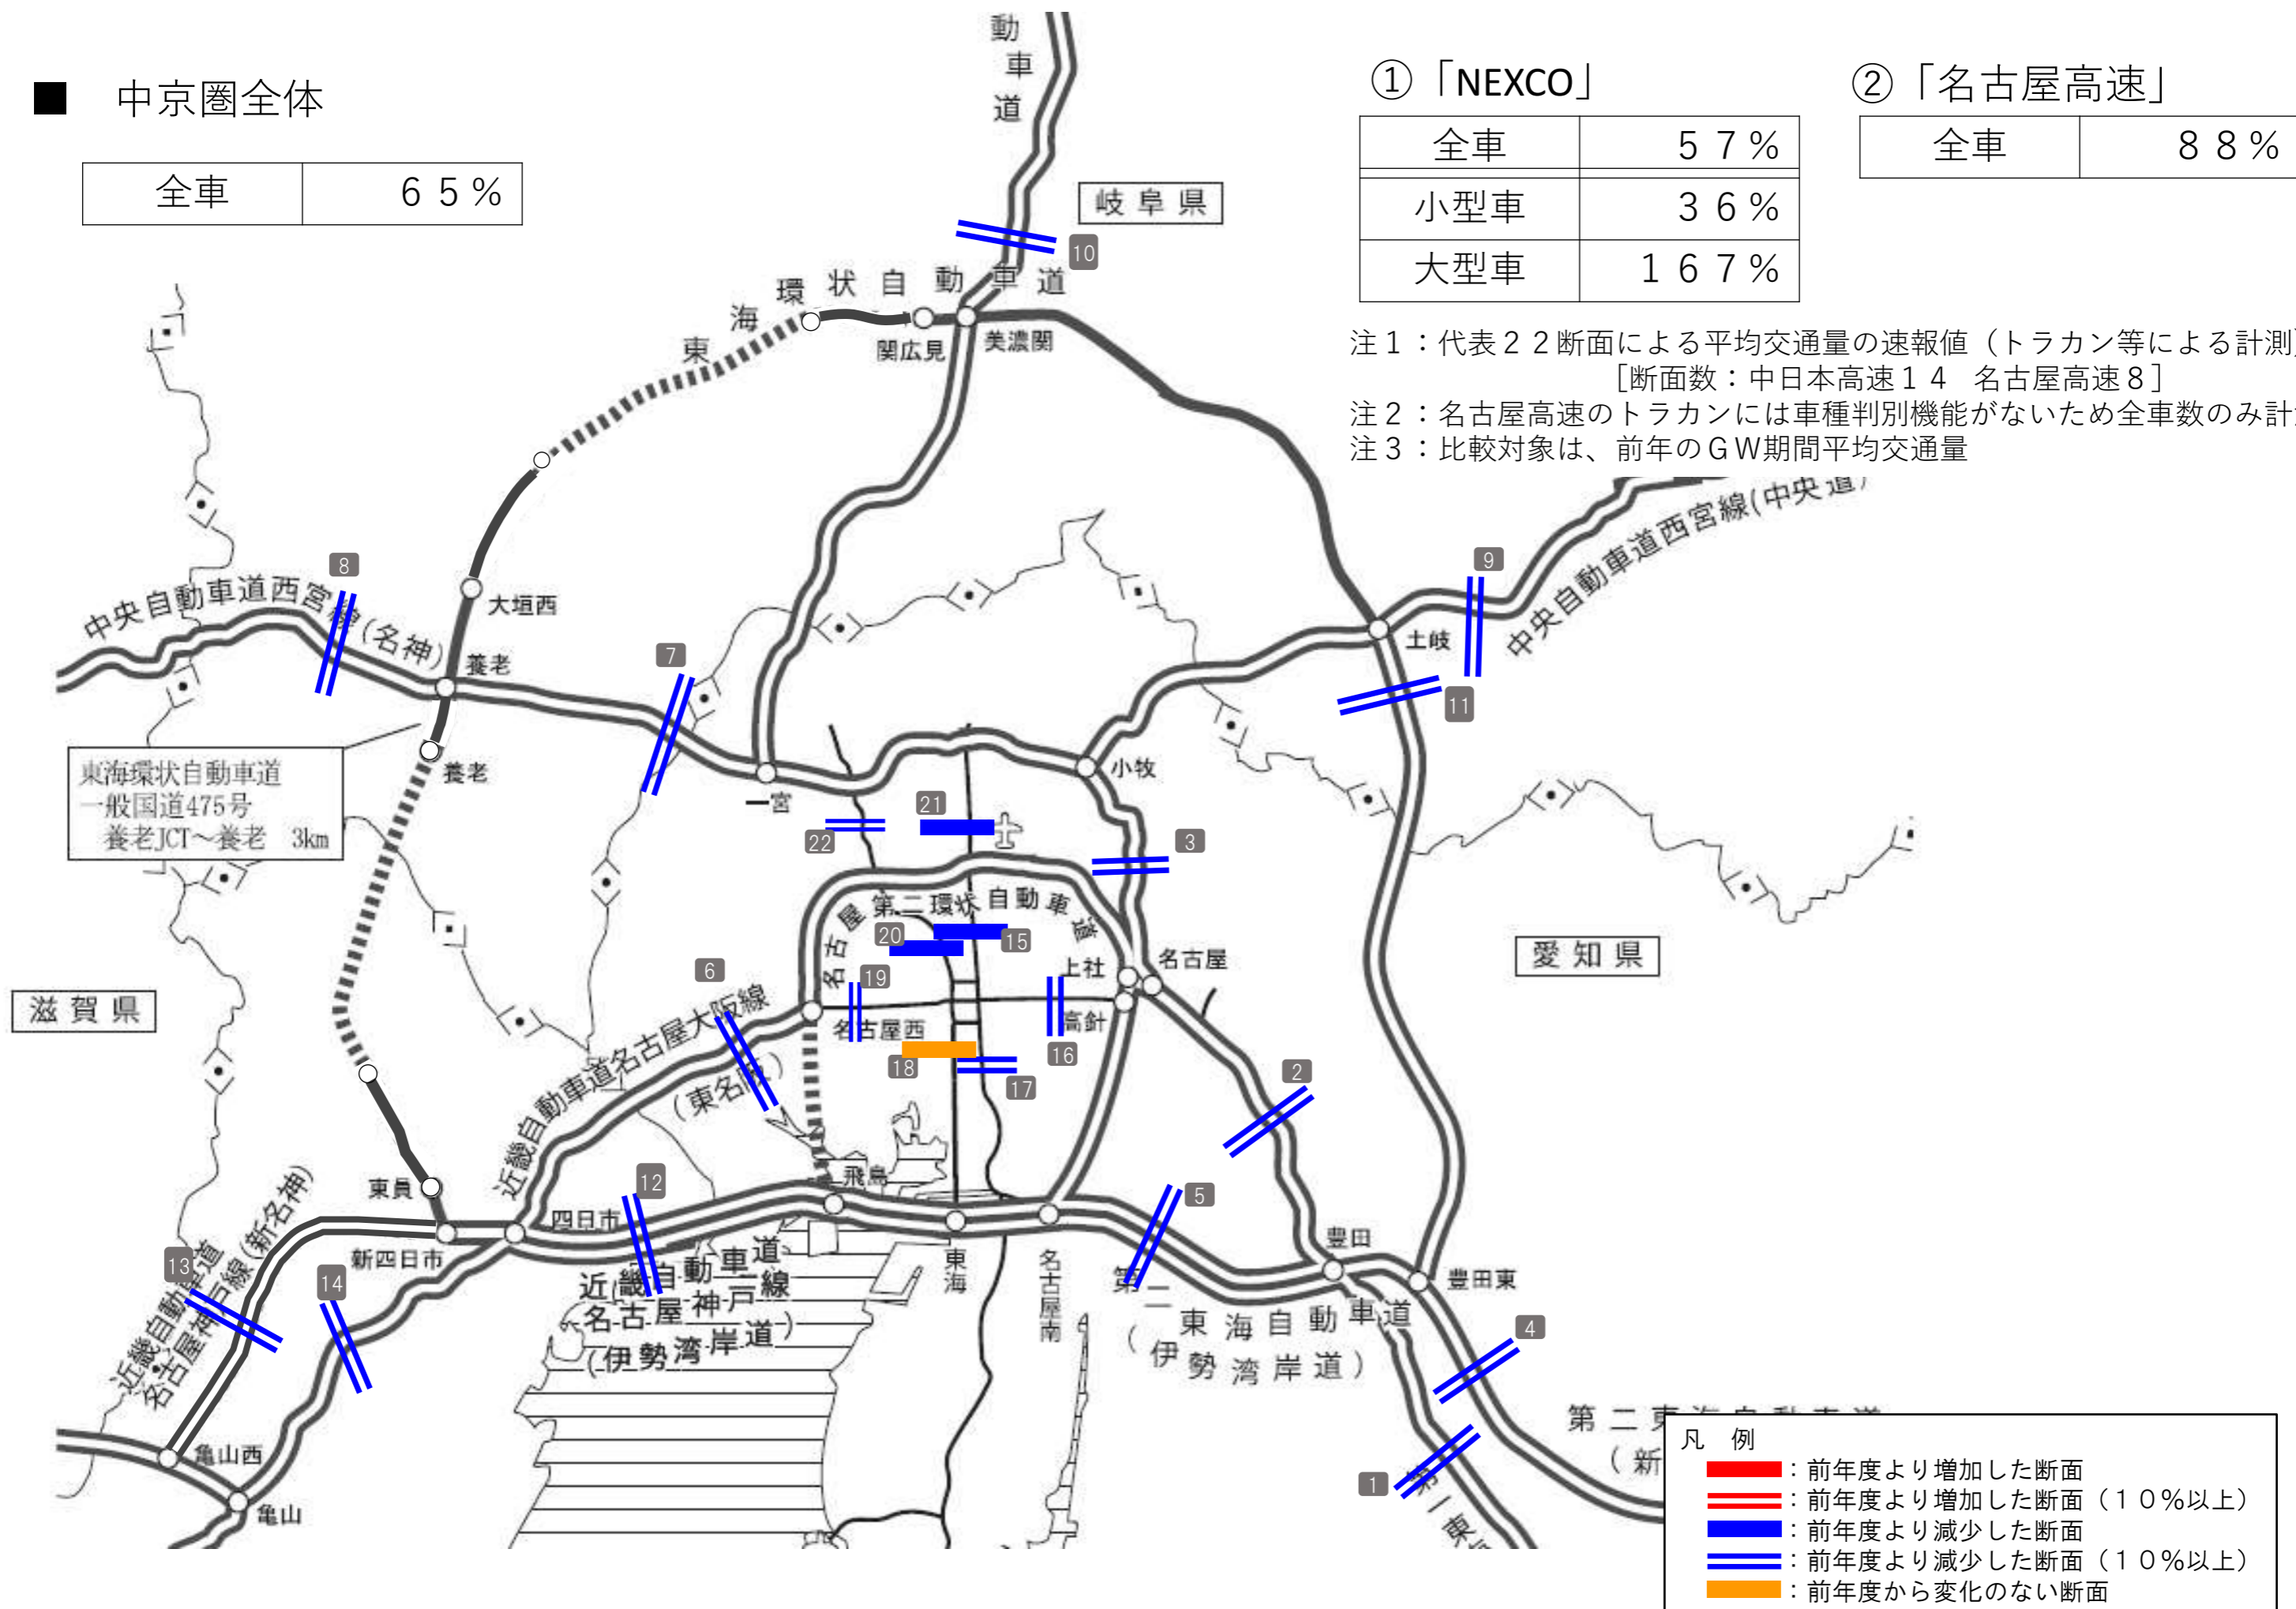 ■ 中京圏全体
全車 ６５％
①「NEXCO」
全車 ５７％
小型車 ３６％
大型車 １６７％
②「名古屋高速」
全車 ８８％
注１：代表２２断面による平均交通量の速報値（トラカン等による計測）
［断面数：中日本高速１４ 名古屋高速８］
注２：名古屋高速のトラカンには車種判別機能がないため全車数のみ計
注３：比較対象は、前年のＧＷ期間平均交通量
動車道
岐阜県
10
東海環状自動車道
関広見
美濃関
中央自動車道西宮線(中央道)
8
9
中央自動車道西宮線(名神)
大垣西
養老
7
土岐
11
東海環状自動車道
一般国道475号
養老JCT～養老 3km
養老
一宮
小牧
21
22
3
名古屋第二環状自動車道
20
15
愛知県
滋賀県
6
19
上社
名古屋
名古屋西
高針
近畿自動車道名古屋大阪線
(東名阪)
18
17
16
2
東員
12
飛島
5
四日市
新四日市
13
14
近畿自動車道
名古屋神戸線(新名神)
近畿自動車道
名古屋神戸線
(伊勢湾岸道)
東海
名古屋南
豊田
豊田東
第二東海自動車道
(伊勢湾岸道)
4
亀山西
亀山
1
第一東
第二東海自動車道
(新
凡 例
：前年度より増加した断面
：前年度より増加した断面（１０％以上）
：前年度より減少した断面
：前年度より減少した断面（１０％以上）
：前年度から変化のない断面